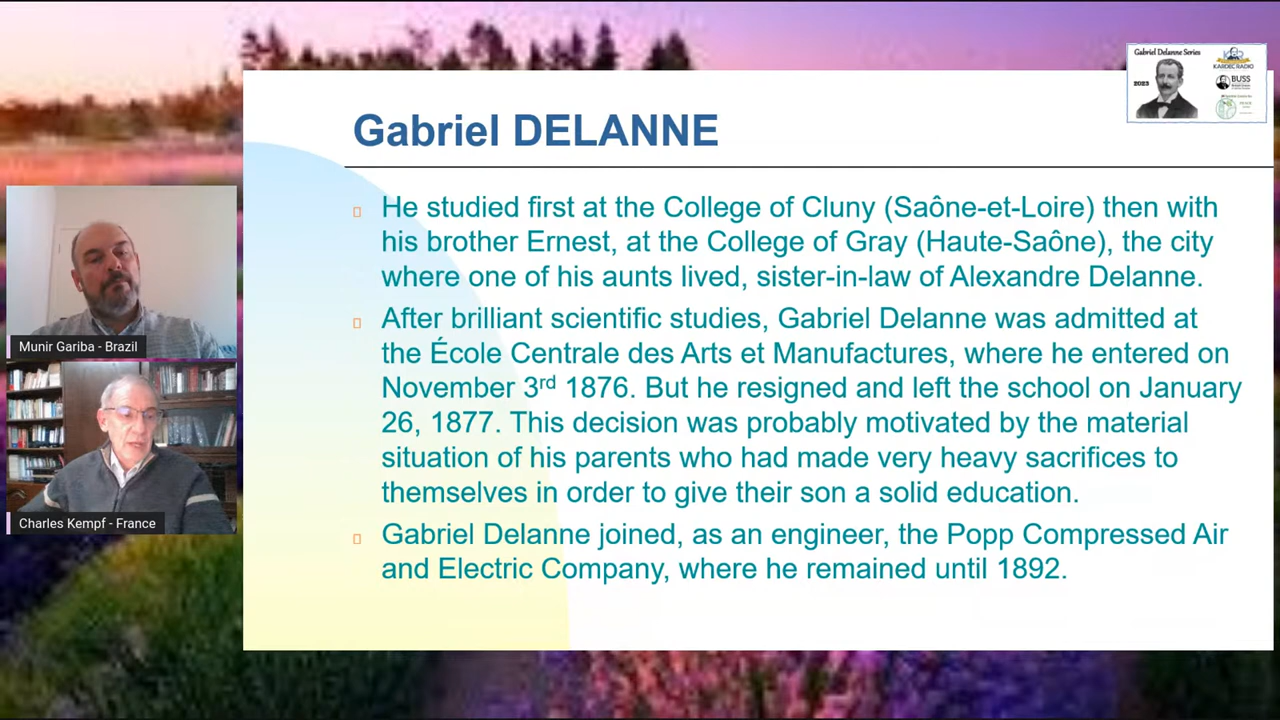 Gabriel Delanne Series
2023
KARDEC RADIO
BUSS
Gabriel DELANNE
He studied first at the College of Cluny (Saône-et-Loire) then with
his brother Ernest, at the College of Gray (Haute-Saône), the city
where one of his aunts lived, sister-in-law of Alexandre Delanne.
After brilliant scientific studies, Gabriel Delanne was admitted at
the École Centrale des Arts et Manufactures, where he entered on
November 3rd 1876. But he resigned and left the school on January
26, 1877. This decision was probably motivated by the material
situation of his parents who had made very heavy sacrifices to
themselves in order to give their son a solid education.
Gabriel Delanne joined, as an engineer, the Popp Compressed Air
and Electric Company, where he remained until 1892.
Munir Gariba - Brazil
Charles Kempf - France